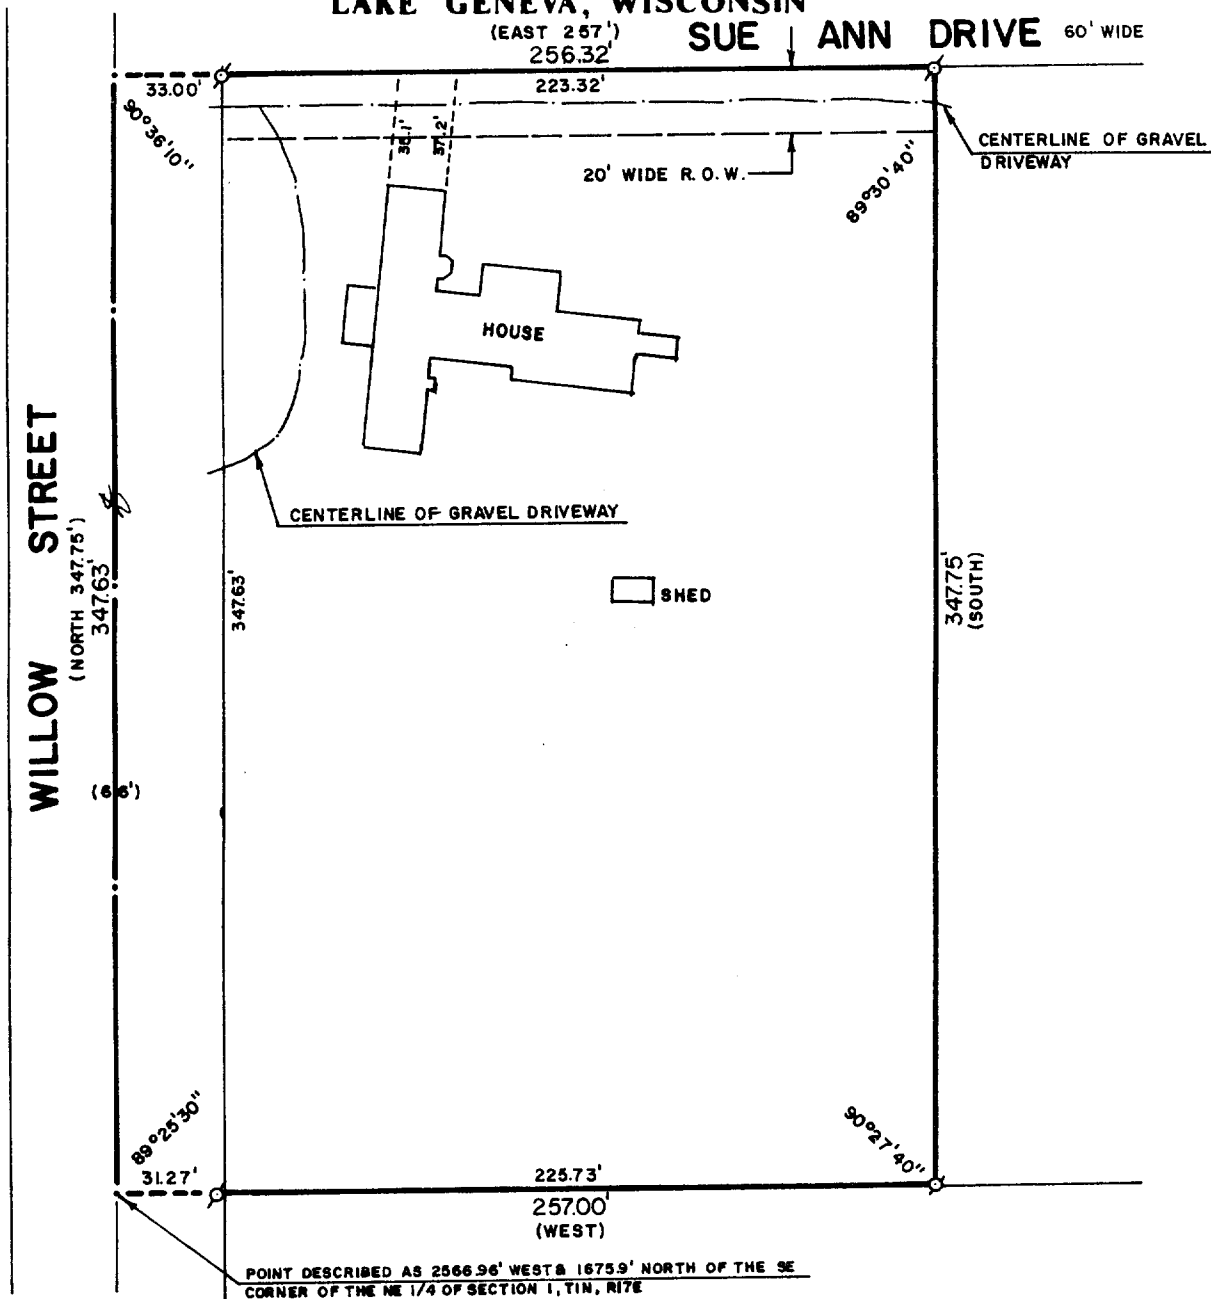 LAKE GENEVA, WISCONSIN
(EAST 257')
256.32'
SUE ANN DRIVE 60' WIDE
33.00'
223.32'
90°36'10"
36.1'
37.2'
CENTERLINE OF GRAVEL
DRIVEWAY
20' WIDE R.O.W.
89°30'40"
HOUSE
CENTERLINE OF GRAVEL DRIVEWAY
WILLOW STREET
(NORTH 347.75')
347.63'
347.63'
SHED
347.75'
(SOUTH)
(66')
89°25'30"
90°27'40"
31.27'
225.73'
257.00'
(WEST)
POINT DESCRIBED AS 2566.96' WEST & 1675.9' NORTH OF THE SE
CORNER OF THE NE 1/4 OF SECTION 1, T1N, R17E